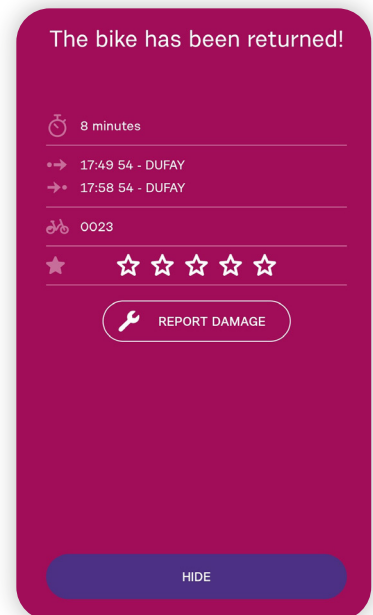 The bike has been returned!
8 minutes
17:49 54 - DUFAY
17:58 54 - DUFAY
0023
REPORT DAMAGE
HIDE